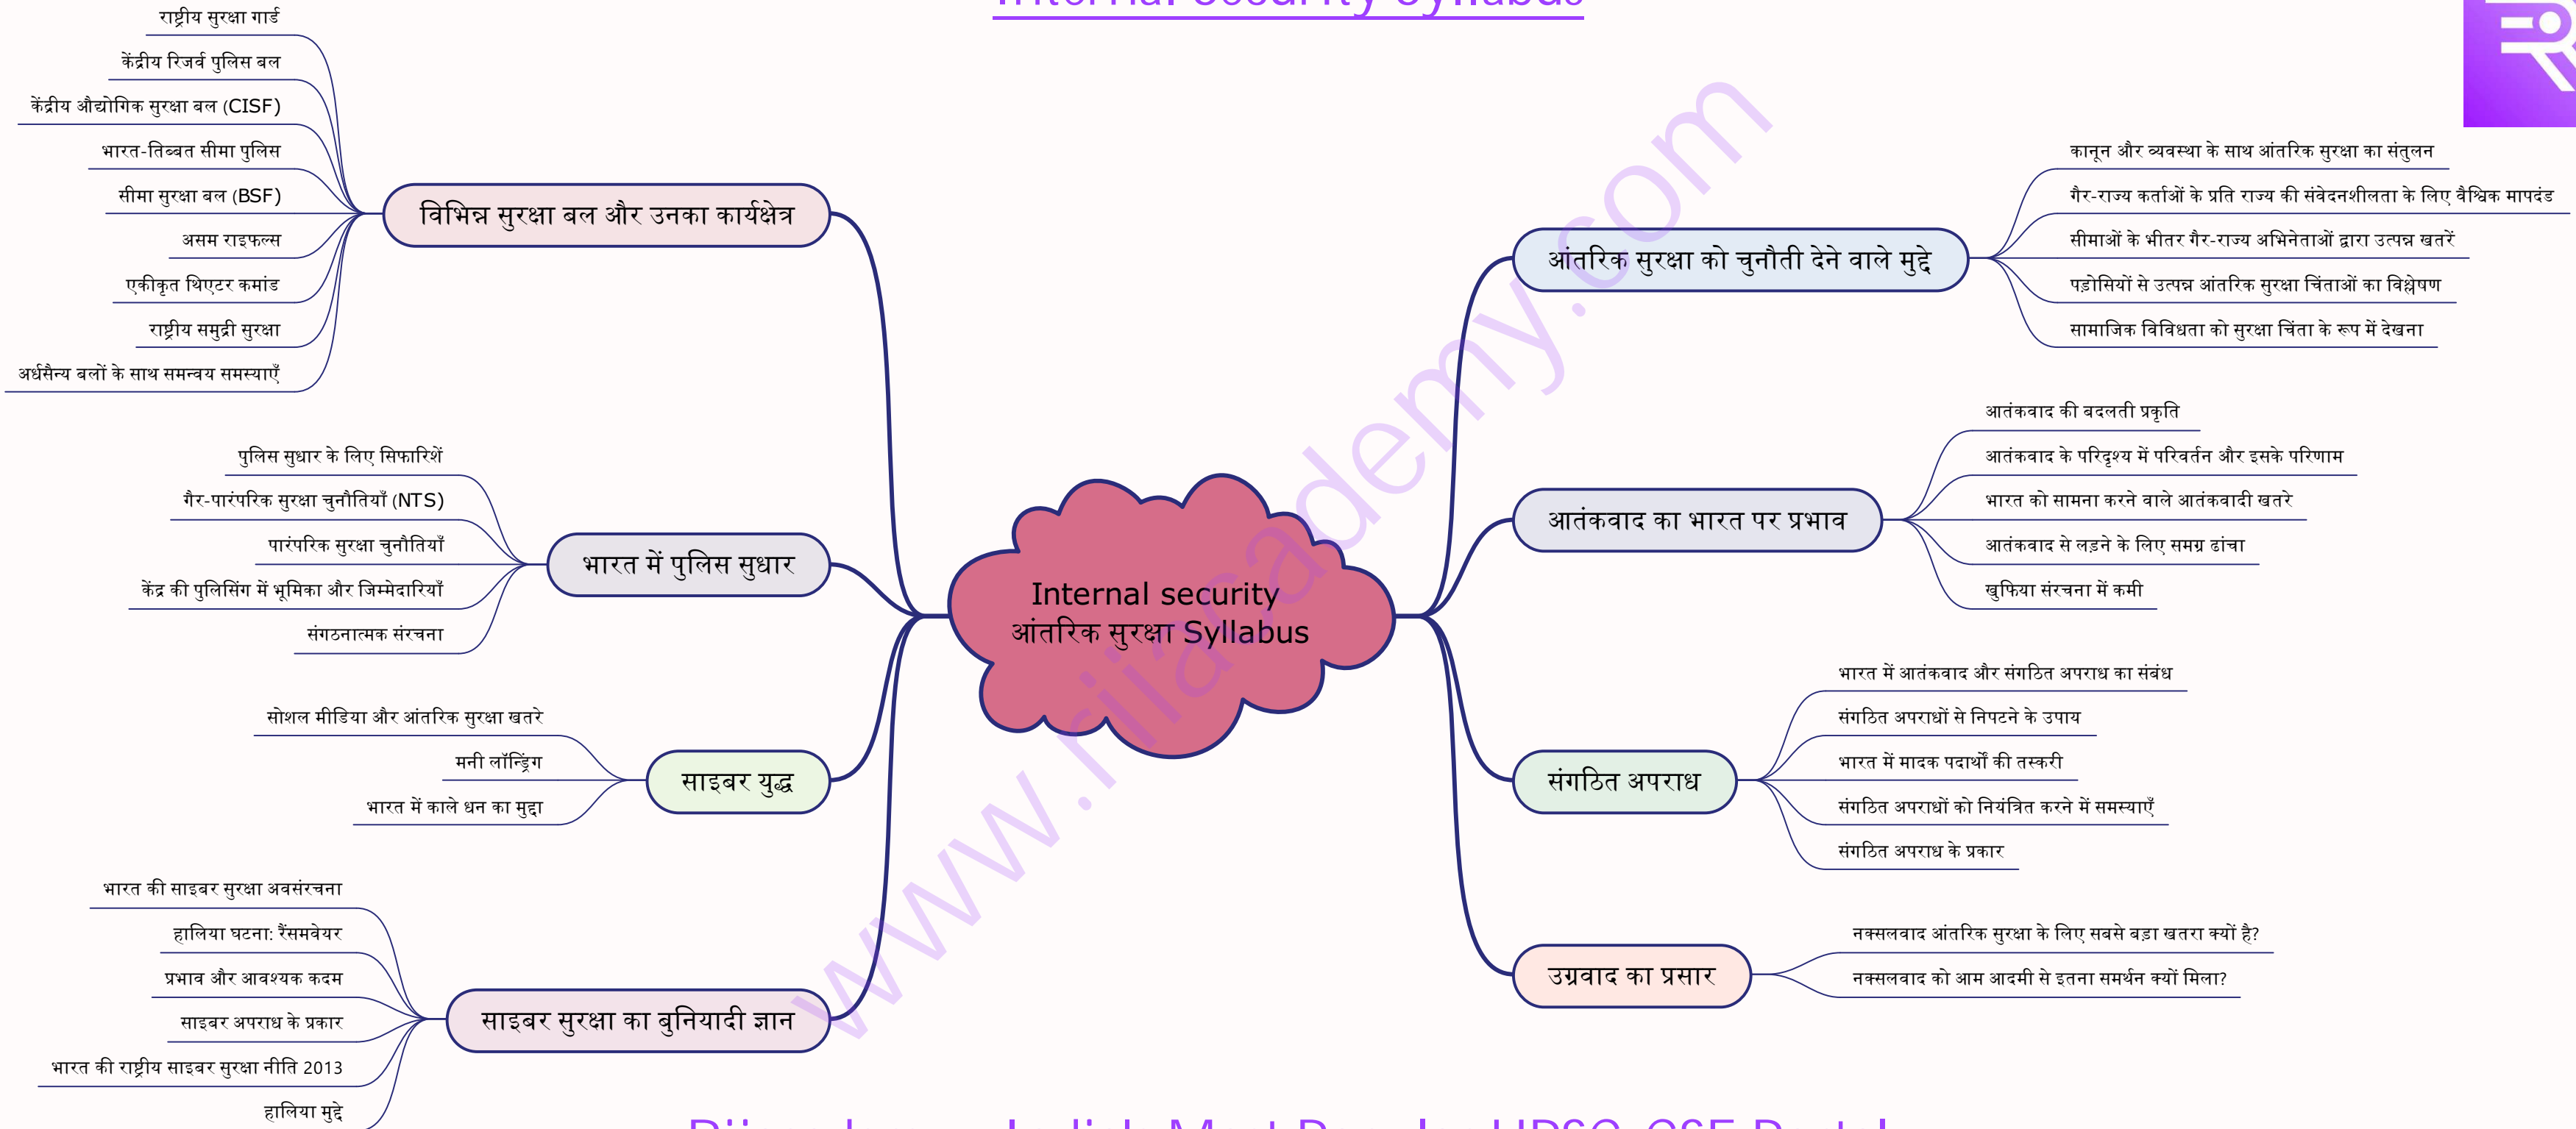 Internal Security Syllabus
राष्ट्रीय सुरक्षा गार्ड
केंद्रीय रिजर्व पुलिस बल
केंद्रीय औद्योगिक सुरक्षा बल (CISF)
भारत-तिब्बत सीमा पुलिस
सीमा सुरक्षा बल (BSF)
असम राइफल्स
एकीकृत थिएटर कमांड
राष्ट्रीय समुद्री सुरक्षा
अर्धसैन्य बलों के साथ समन्वय समस्याएँ
विभिन्न सुरक्षा बल और उनका कार्यक्षेत्र
पुलिस सुधार के लिए सिफारिशें
गैर-पारंपरिक सुरक्षा चुनौतियाँ (NTS)
पारंपरिक सुरक्षा चुनौतियाँ
केंद्र की पुलिसिंग में भूमिका और जिम्मेदारियाँ
संगठनात्मक संरचना
भारत में पुलिस सुधार
सोशल मीडिया और आंतरिक सुरक्षा खतरे
मनी लॉन्ड्रिंग
भारत में काले धन का मुद्दा
साइबर युद्ध
भारत की साइबर सुरक्षा अवसंरचना
हालिया घटना: रैंसमवेयर
प्रभाव और आवश्यक कदम
साइबर अपराध के प्रकार
भारत की राष्ट्रीय साइबर सुरक्षा नीति 2013
हालिया मुद्दे
साइबर सुरक्षा का बुनियादी ज्ञान
Internal security
आंतरिक सुरक्षा Syllabus
आंतरिक सुरक्षा को चुनौती देने वाले मुद्दे
कानून और व्यवस्था के साथ आंतरिक सुरक्षा का संतुलन
गैर-राज्य कर्ताओं के प्रति राज्य की संवेदनशीलता के लिए वैश्विक मापदंड
सीमाओं के भीतर गैर-राज्य अभिनेताओं द्वारा उत्पन्न खतरें
पड़ोसियों से उत्पन्न आंतरिक सुरक्षा चिंताओं का विश्लेषण
सामाजिक विविधता को सुरक्षा चिंता के रूप में देखना
आतंकवाद का भारत पर प्रभाव
आतंकवाद की बदलती प्रकृति
आतंकवाद के परिदृश्य में परिवर्तन और इसके परिणाम
भारत को सामना करने वाले आतंकवादी खतरे
आतंकवाद से लड़ने के लिए समग्र ढांचा
खुफिया संरचना में कमी
संगठित अपराध
भारत में आतंकवाद और संगठित अपराध का संबंध
संगठित अपराधों से निपटने के उपाय
भारत में मादक पदार्थों की तस्करी
संगठित अपराधों को नियंत्रित करने में समस्याएँ
संगठित अपराध के प्रकार
उग्रवाद का प्रसार
नक्सलवाद आंतरिक सुरक्षा के लिए सबसे बड़ा खतरा क्यों है?
नक्सलवाद को आम आदमी से इतना समर्थन क्यों मिला?